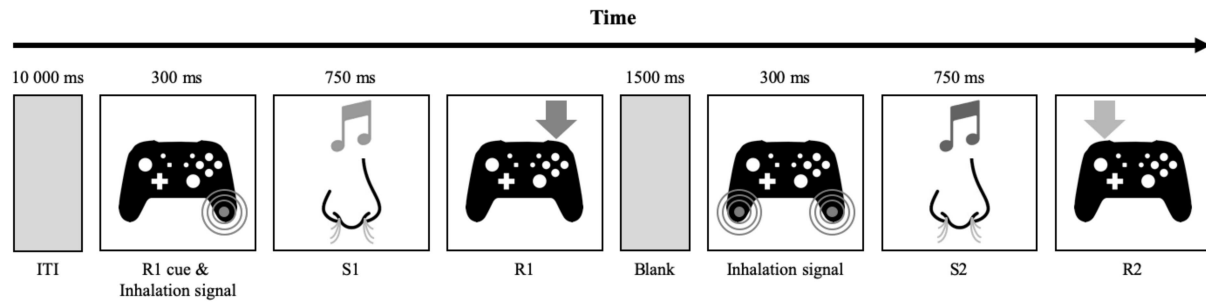 Time
10 000 ms
300 ms
750 ms
1500 ms
300 ms
750 ms
ITI
R1 cue &
Inhalation signal
S1
R1
Blank
Inhalation signal
S2
R2